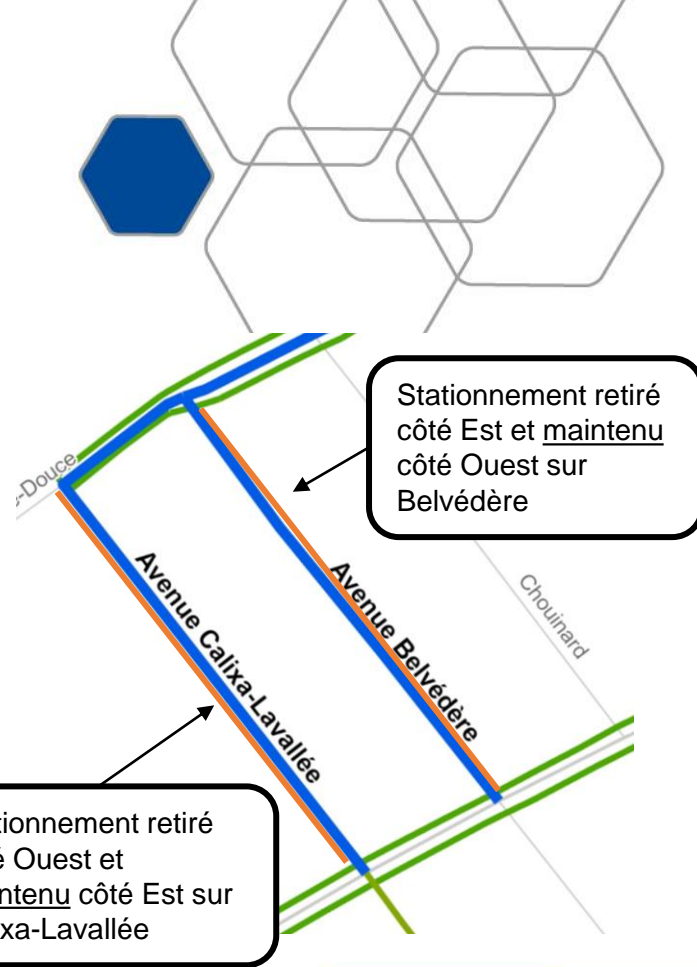 Stationnement retiré
côté Est et maintenu
côté Ouest sur
Belvédère
-Douce
Avenue Calixa-Lavallée
Avenue Belvédère
Chouinard
tionnement retiré
é Ouest et
ntenu côté Est sur
xa-Lavallée